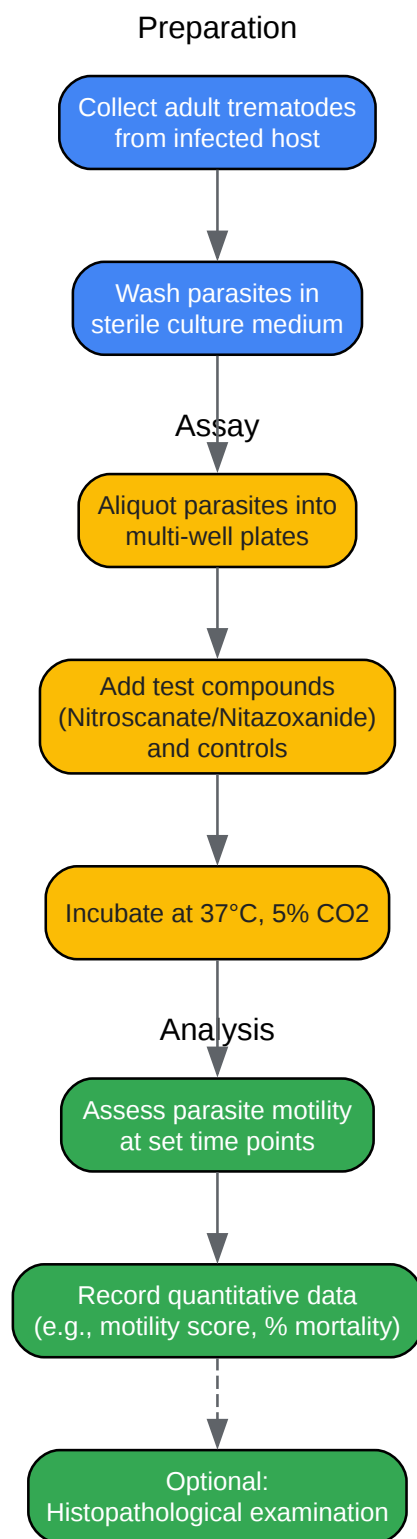 Preparation
Collect adult trematodes
from infected host
Wash parasites in
sterile culture medium
Assay
Aliquot parasites into
multi-well plates
Add test compounds
(Nitroscanate/Nitazoxanide)
and controls
Incubate at 37°C, 5% CO2
Analysis
Assess parasite motility
at set time points
Record quantitative data
(e.g., motility score, % mortality)
Optional:
Histopathological examination